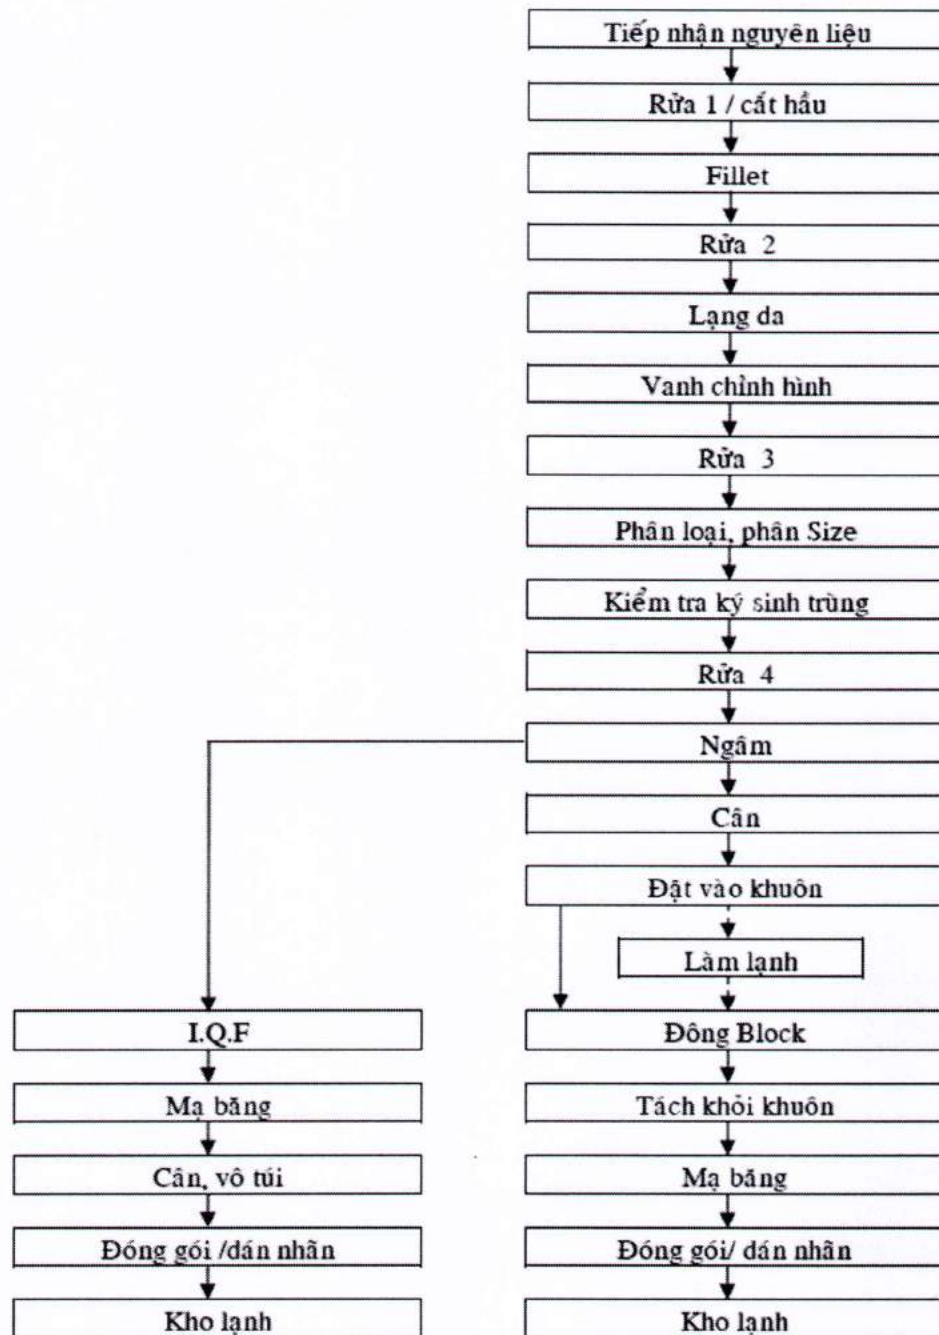 Tiếp nhận nguyên liệu
Rửa 1 / cắt hầu
Fillet
Rửa 2
Lạng da
Vanh chỉnh hình
Rửa 3
Phân loại, phân Size
Kiểm tra ký sinh trùng
Rửa 4
Ngâm
Cân
Đặt vào khuôn
Làm lạnh
I.Q.F
Đông Block
Mạ băng
Tách khỏi khuôn
Cân, vô túi
Mạ băng
Đóng gói /dán nhãn
Đóng gói/ dán nhãn
Kho lạnh
Kho lạnh